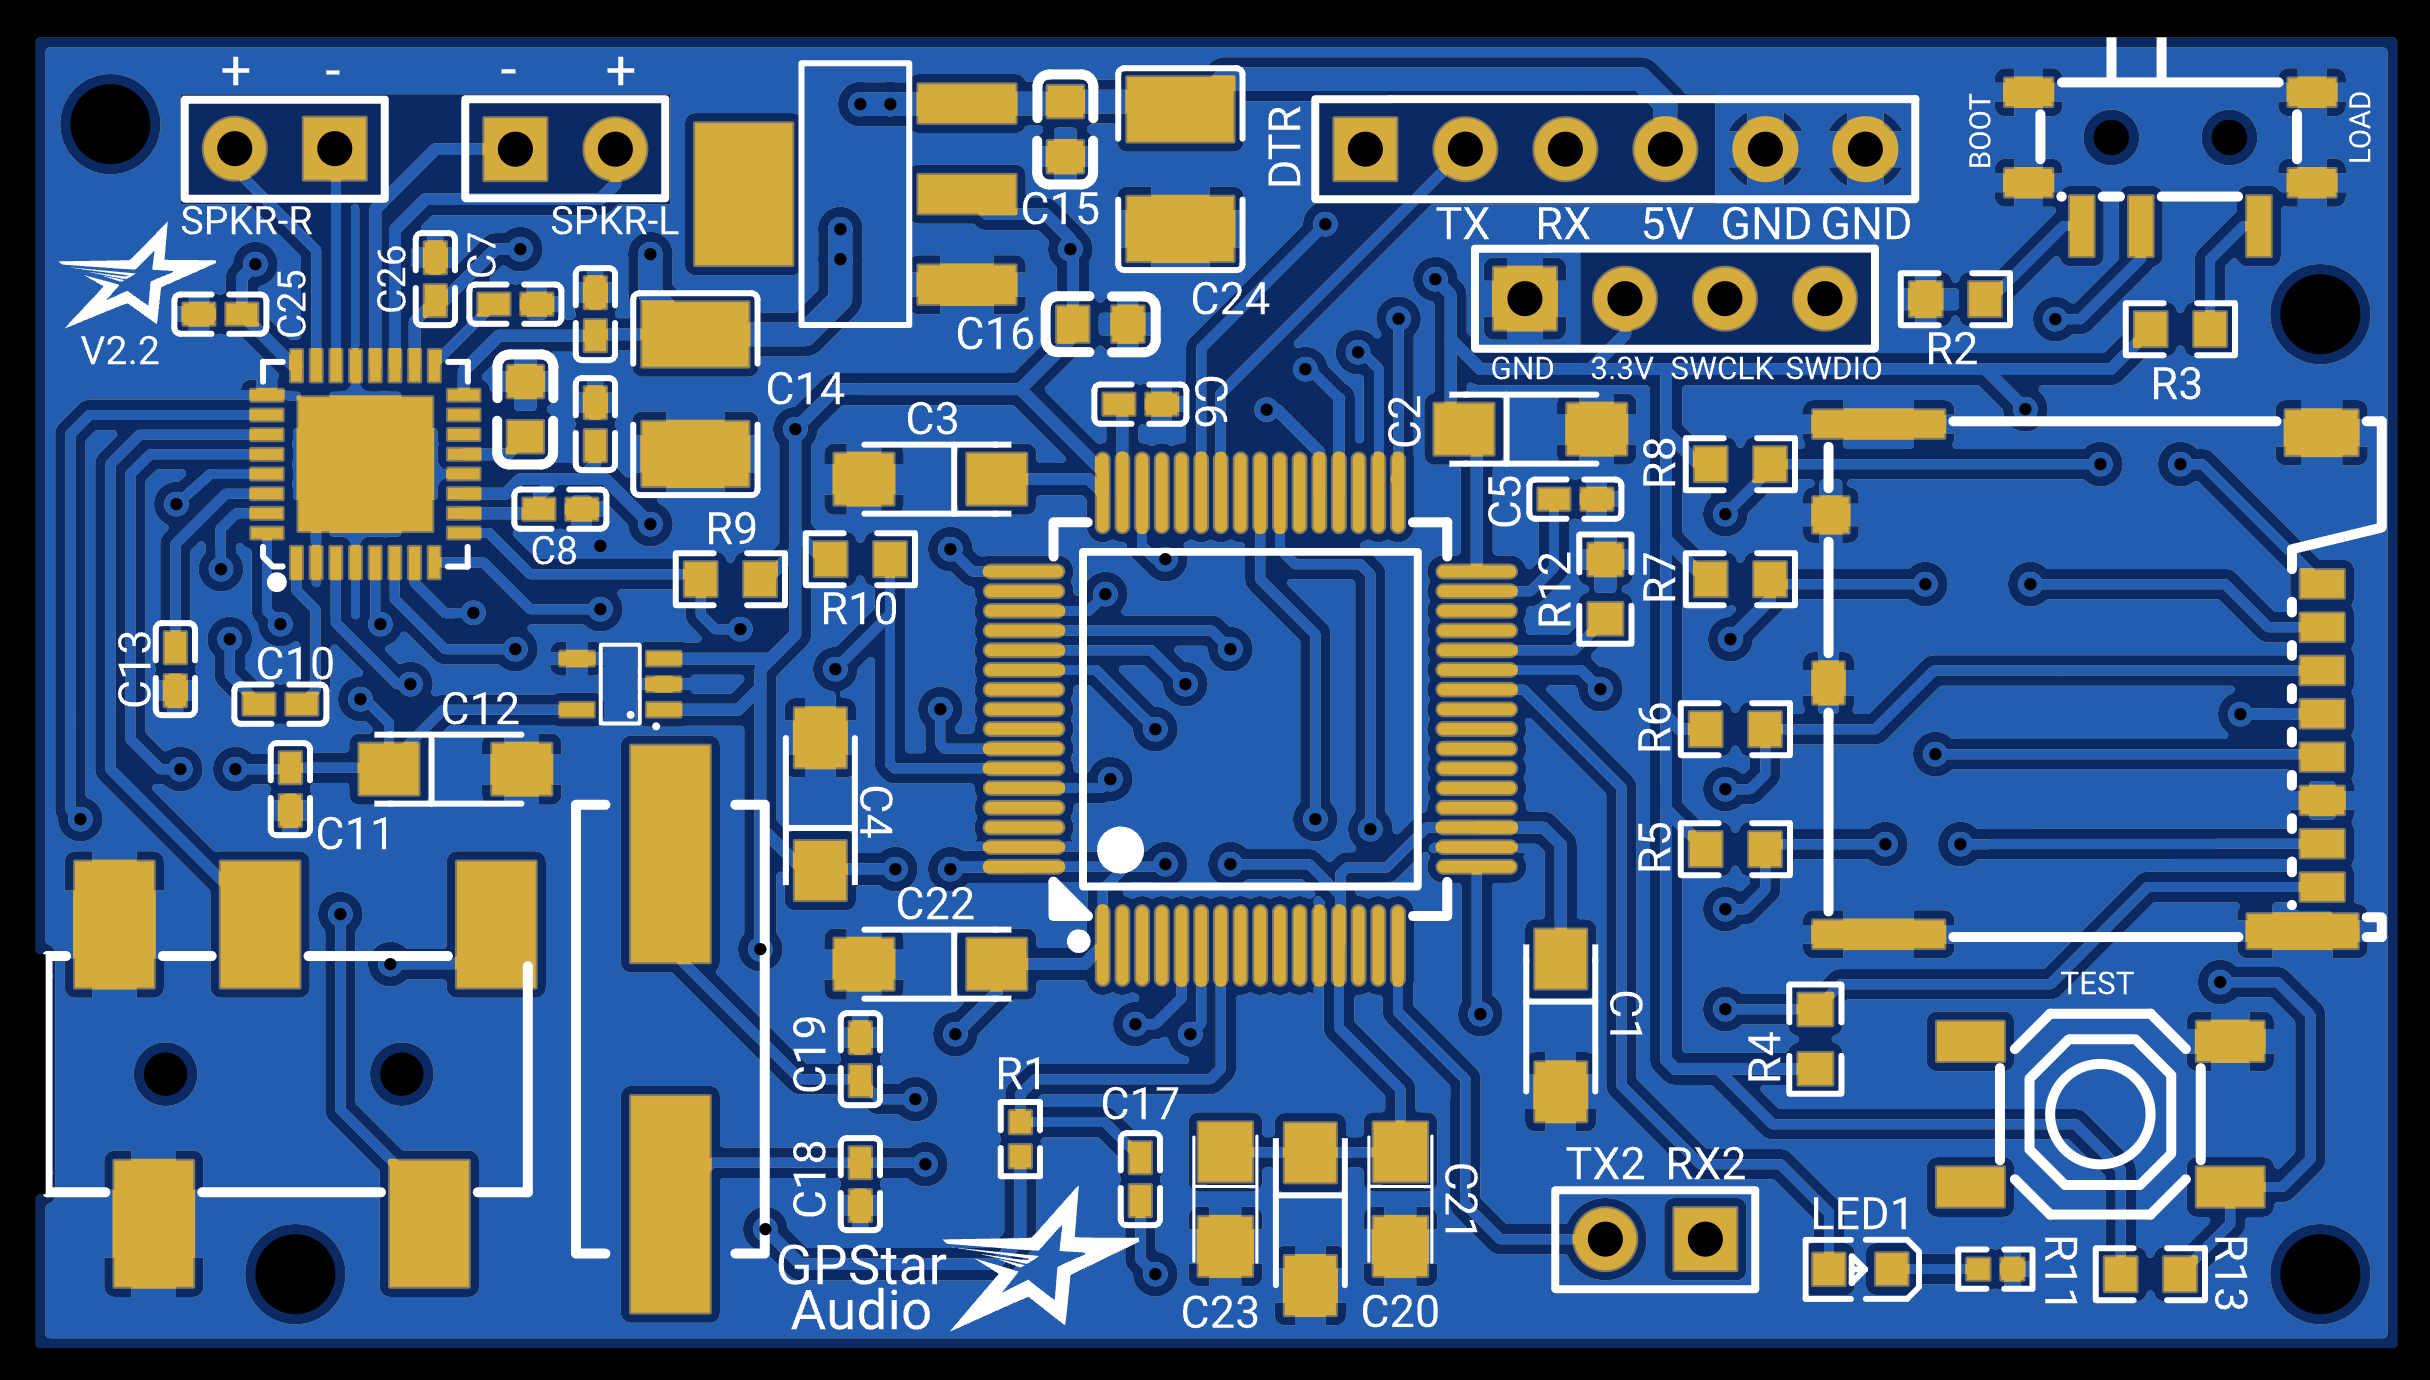 + - - +
SPKR-R SPKR-L
V2.2
C25
C26
C7
C15
C24
C16
DTR
TX RX 5V GND GND
GND 3.3V SWCLK SWDIO
BOOT
LOAD
R2
R3
C14
C3
C9
C2
C5
R8
R9
C8
R10
R12
R7
C13
C10
C12
C11
C4
R6
R5
C22
C1
TEST
C19
R1
C17
R4
C18
C21
TX2 RX2
LED1
R11
R13
GPStar
Audio
C23
C20